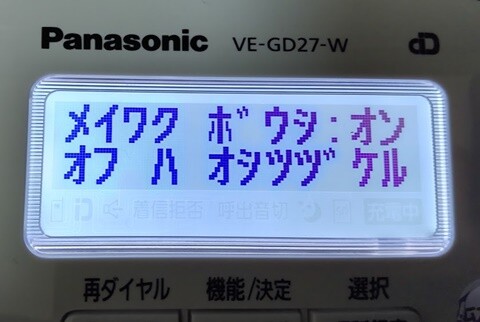 Panasonic VE-GD27-W
メイワク ボウシ:オン
オフ ハ オシツヅケル
着信拒否 呼出音切 充電中
再ダイヤル 機能/決定 選択